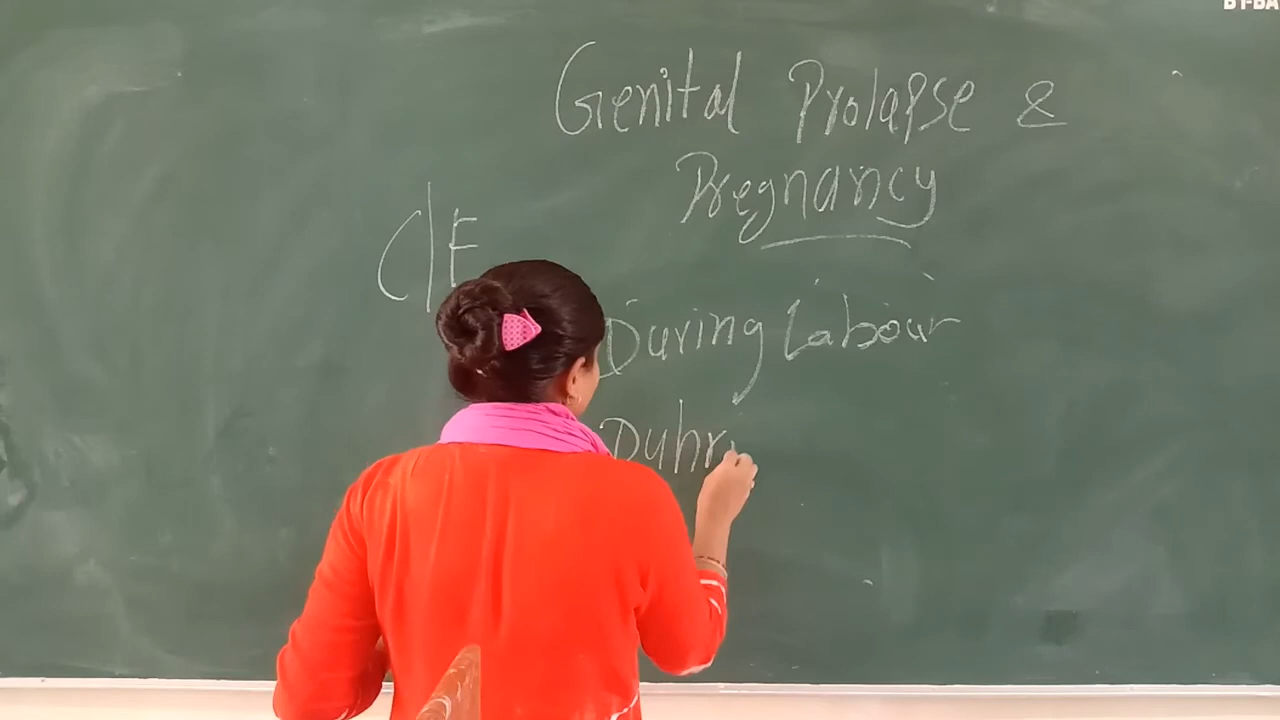 Genital Prolapse &
Pregnancy
C/F
During Labour
Duhr